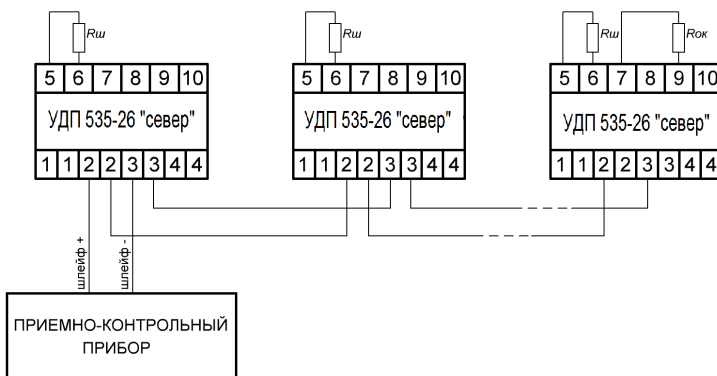 Rш Rш Rш Rок
5 6 7 8 9 10 5 6 7 8 9 10 5 6 7 8 9 10
УДП 535-26 "север" УДП 535-26 "север" УДП 535-26 "север"
1 1 2 2 3 3 4 4 1 1 2 2 3 3 4 4 1 1 2 2 3 3 4 4
шлейф +
шлейф -
ПРИЕМНО-КОНТРОЛЬНЫЙ
ПРИБОР